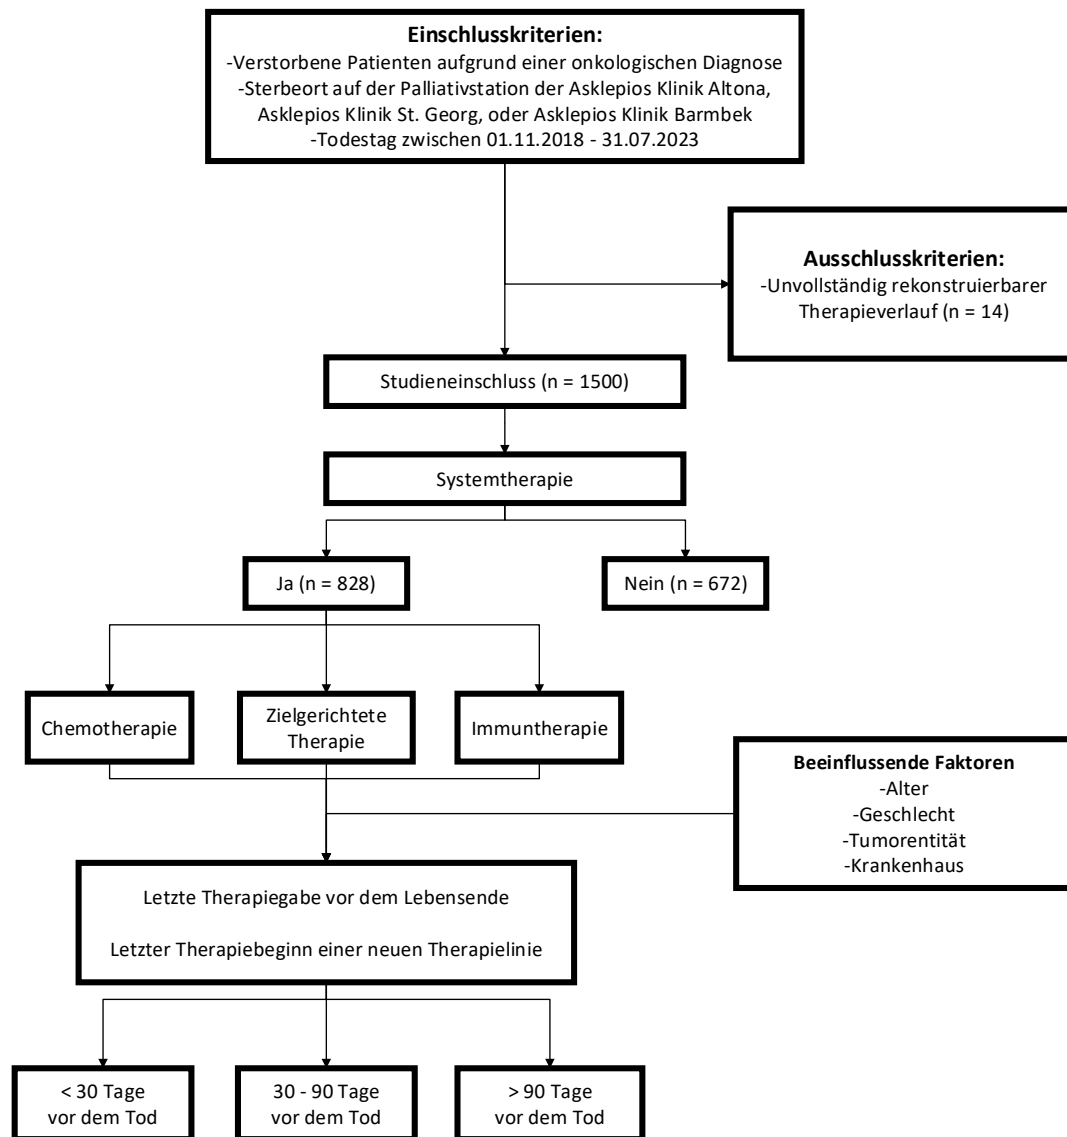 Einschlusskriterien:
-Verstorbene Patienten aufgrund einer onkologischen Diagnose
-Sterbeort auf der Palliativstation der Asklepios Klinik Altona,
Asklepios Klinik St. Georg, oder Asklepios Klinik Barmbek
-Todestag zwischen 01.11.2018 - 31.07.2023
Ausschlusskriterien:
-Unvollständig rekonstruierbarer
Therapieverlauf (n = 14)
Studieneinschluss (n = 1500)
Systemtherapie
Ja (n = 828)
Nein (n = 672)
Chemotherapie
Zielgerichtete
Therapie
Immuntherapie
Beeinflussende Faktoren
-Alter
-Geschlecht
-Tumorentität
-Krankenhaus
Letzte Therapiegabe vor dem Lebensende
Letzter Therapiebeginn einer neuen Therapielinie
< 30 Tage
vor dem Tod
30 - 90 Tage
vor dem Tod
> 90 Tage
vor dem Tod